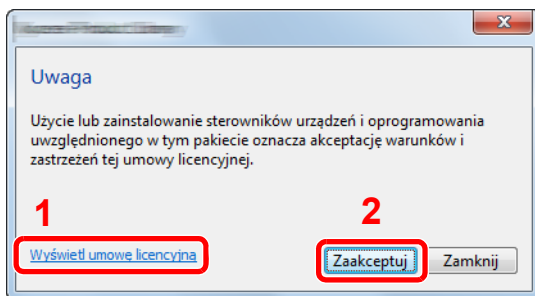 Uwaga
Użycie lub zainstalowanie sterowników urządzeń i oprogramowania
uwzględnionego w tym pakiecie oznacza akceptację warunków i
zastrzeżeń tej umowy licencyjnej.
1
2
Wyświetl umowę licencyjną
Zaakceptuj
Zamknij